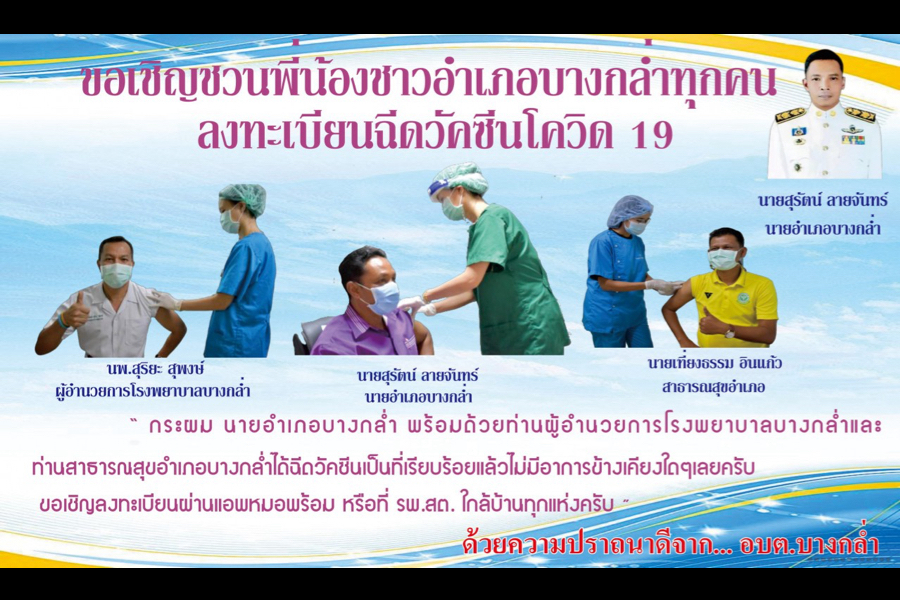 ขอเชิญชวนพี่น้องชาวอำเภอบางกล่ำทุกคน
ลงทะเบียนฉีดวัคซีนโควิด 19
นายสุรัตน์ ลายจันทร์
นายอำเภอบางกล่ำ
นพ.สุริยะ สุพงษ์
ผู้อำนวยการโรงพยาบาลบางกล่ำ
นายสุรัตน์ ลายจันทร์
นายอำเภอบางกล่ำ
นายเที่ยงธรรม อินแก้ว
สาธารณสุขอำเภอ
" กระผม นายอำเภอบางกล่ำ พร้อมด้วยท่านผู้อำนวยการโรงพยาบาลบางกล่ำและ
ท่านสาธารณสุขอำเภอบางกล่ำได้ฉีดวัคซีนเป็นที่เรียบร้อยแล้วไม่มีอาการข้างเคียงใดๆเลยครับ
ขอเชิญลงทะเบียนผ่านแอพหมอพร้อม หรือที่ รพ.สต. ใกล้บ้านทุกแห่งครับ "
ด้วยความปราถนาดีจาก... อบต.บางกล่ำ